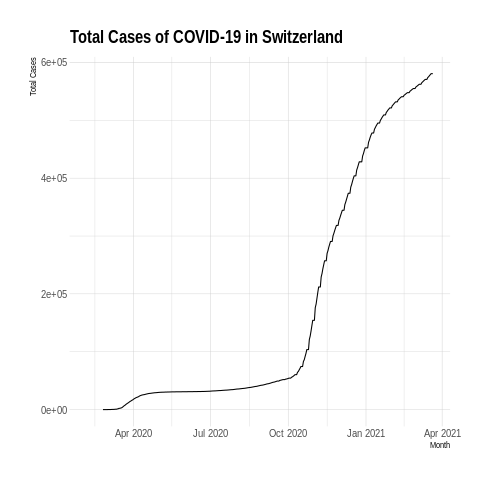 Total Cases of COVID-19 in Switzerland
Total Cases
6e+05
4e+05
2e+05
0e+00
Apr 2020 Jul 2020 Oct 2020 Jan 2021 Apr 2021
Month